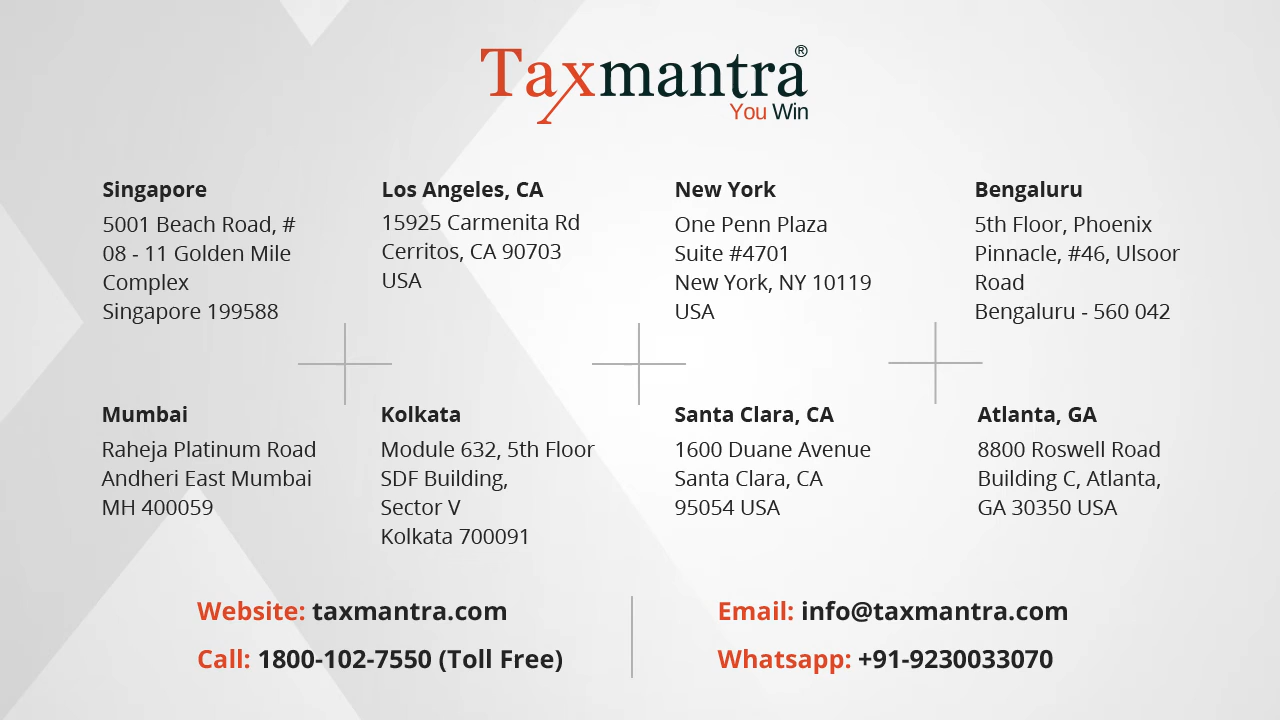 Taxmantra®
You Win
Singapore
5001 Beach Road, #
08 - 11 Golden Mile
Complex
Singapore 199588
Los Angeles, CA
15925 Carmenita Rd
Cerritos, CA 90703
USA
New York
One Penn Plaza
Suite #4701
New York, NY 10119
USA
Bengaluru
5th Floor, Phoenix
Pinnacle, #46, Ulsoor
Road
Bengaluru - 560 042
Mumbai
Raheja Platinum Road
Andheri East Mumbai
MH 400059
Kolkata
Module 632, 5th Floor
SDF Building,
Sector V
Kolkata 700091
Santa Clara, CA
1600 Duane Avenue
Santa Clara, CA
95054 USA
Atlanta, GA
8800 Roswell Road
Building C, Atlanta,
GA 30350 USA
Website: taxmantra.com
Call: 1800-102-7550 (Toll Free)
Email: info@taxmantra.com
Whatsapp: +91-9230033070